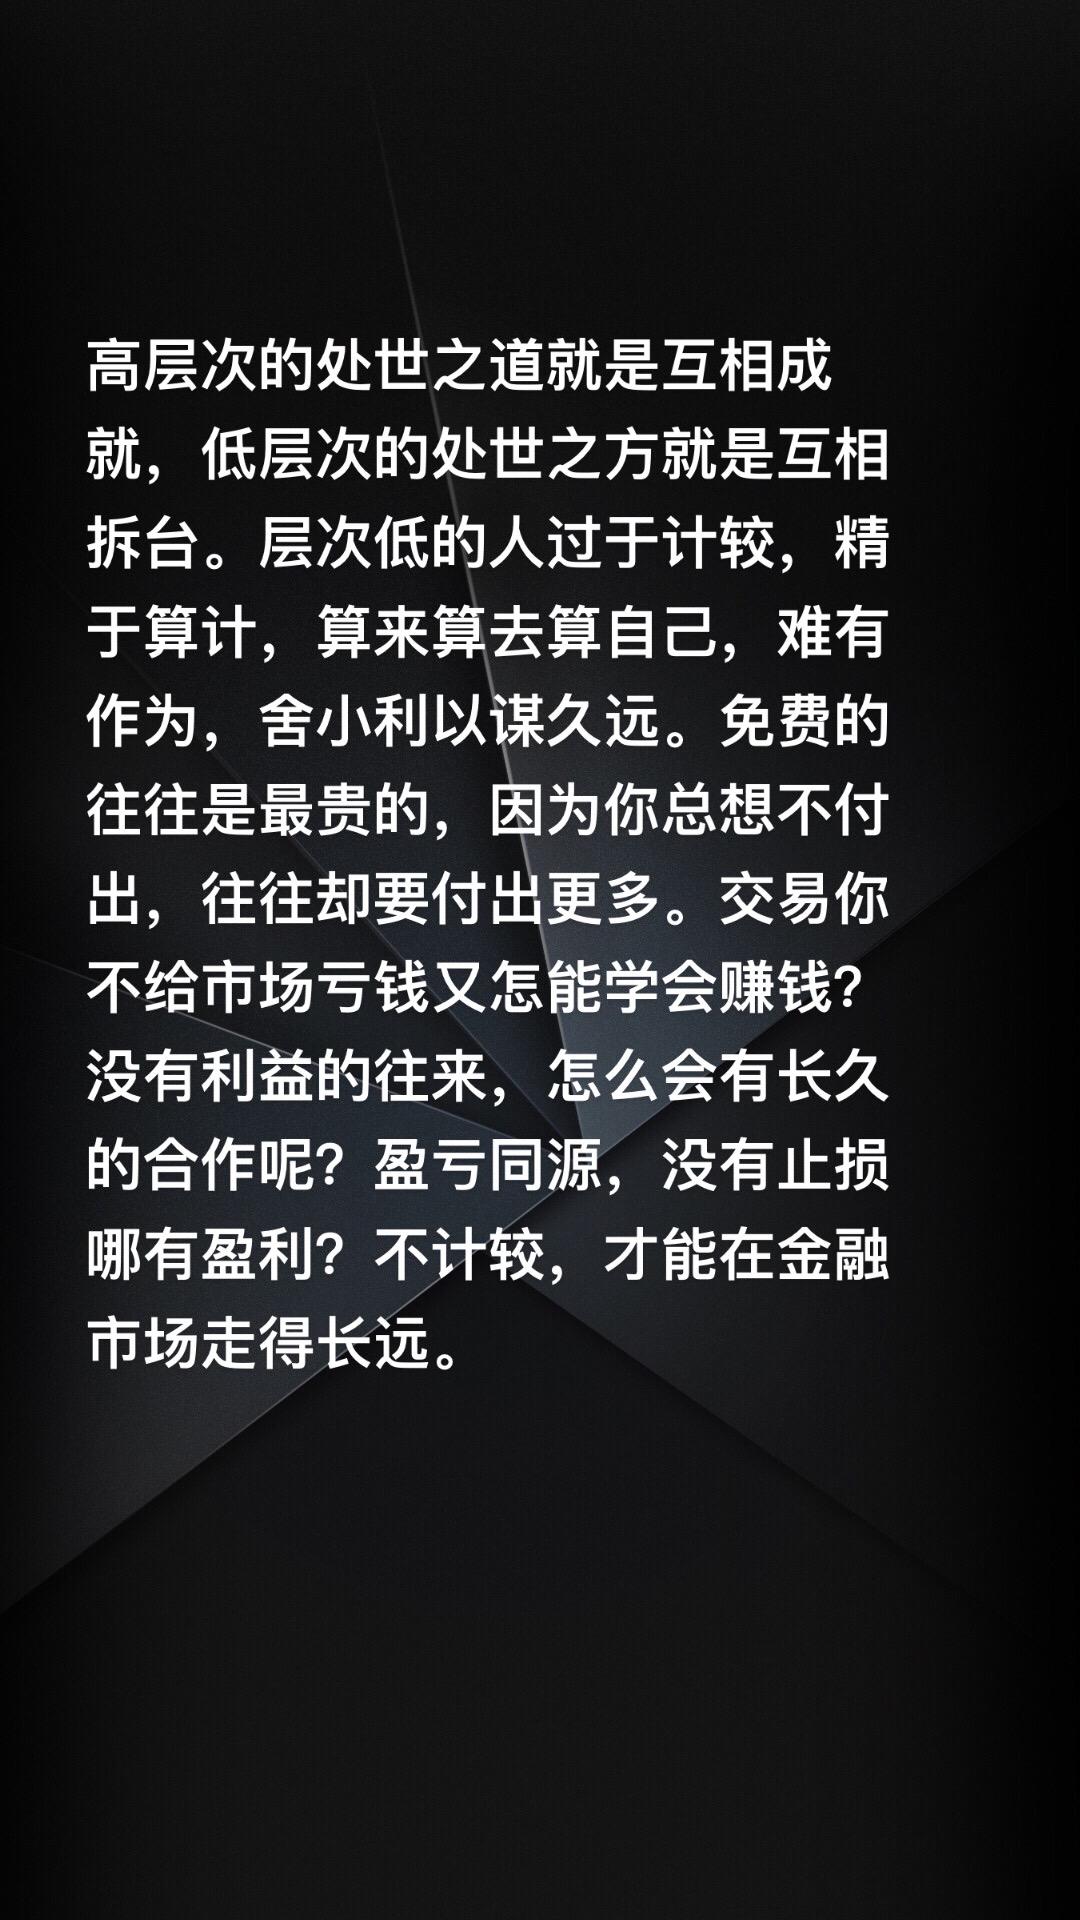 高层次的处世之道就是互相成
就，低层次的处世之方就是互相
拆台。层次低的人过于计较，精
于算计，算来算去算自己，难有
作为，舍小利以谋久远。免费的
往往是最贵的，因为你总想不付
出，往往却要付出更多。交易你
不给市场亏钱又怎能学会赚钱？
没有利益的往来，怎么会有长久
的合作呢？盈亏同源，没有止损
哪有盈利？不计较，才能在金融
市场走得长远。